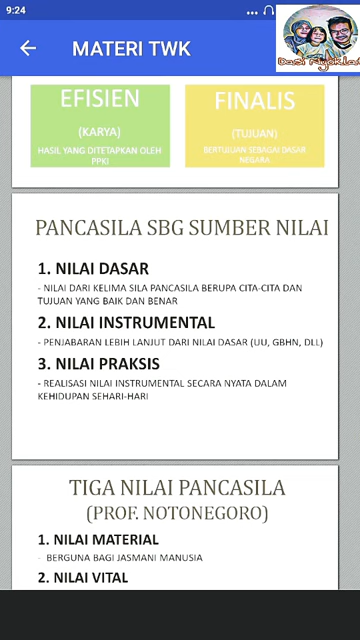 9:24
MATERI TWK
Dasi Nyoklat
EFISIEN
(KARYA)
HASIL YANG DITETAPKAN OLEH
PPKI
FINALIS
(TUJUAN)
BERTUJUAN SEBAGAI DASAR
NEGARA
PANCASILA SBG SUMBER NILAI
1. NILAI DASAR
- NILAI DARI KELIMA SILA PANCASILA BERUPA CITA-CITA DAN
TUJUAN YANG BAIK DAN BENAR
2. NILAI INSTRUMENTAL
- PENJABARAN LEBIH LANJUT DARI NILAI DASAR (UU, GBHN, DLL)
3. NILAI PRAKSIS
- REALISASI NILAI INSTRUMENTAL SECARA NYATA DALAM
KEHIDUPAN SEHARI-HARI
TIGA NILAI PANCASILA
(PROF. NOTONEGORO)
1. NILAI MATERIAL
- BERGUNA BAGI JASMANI MANUSIA
2. NILAI VITAL